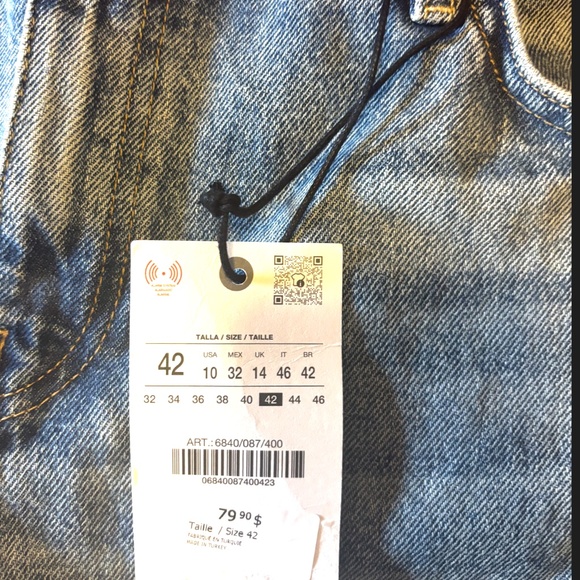 TALLA / SIZE / TAILLE
42
USA MEX UK IT BR
10 32 14 46 42
32 34 36 38 40 42 44 46
ART.: 6840/087/400
06840087400423
79 90 $
Taille / Size 42
FABRIQUÉ EN TURQUIE
MADE IN TURKEY